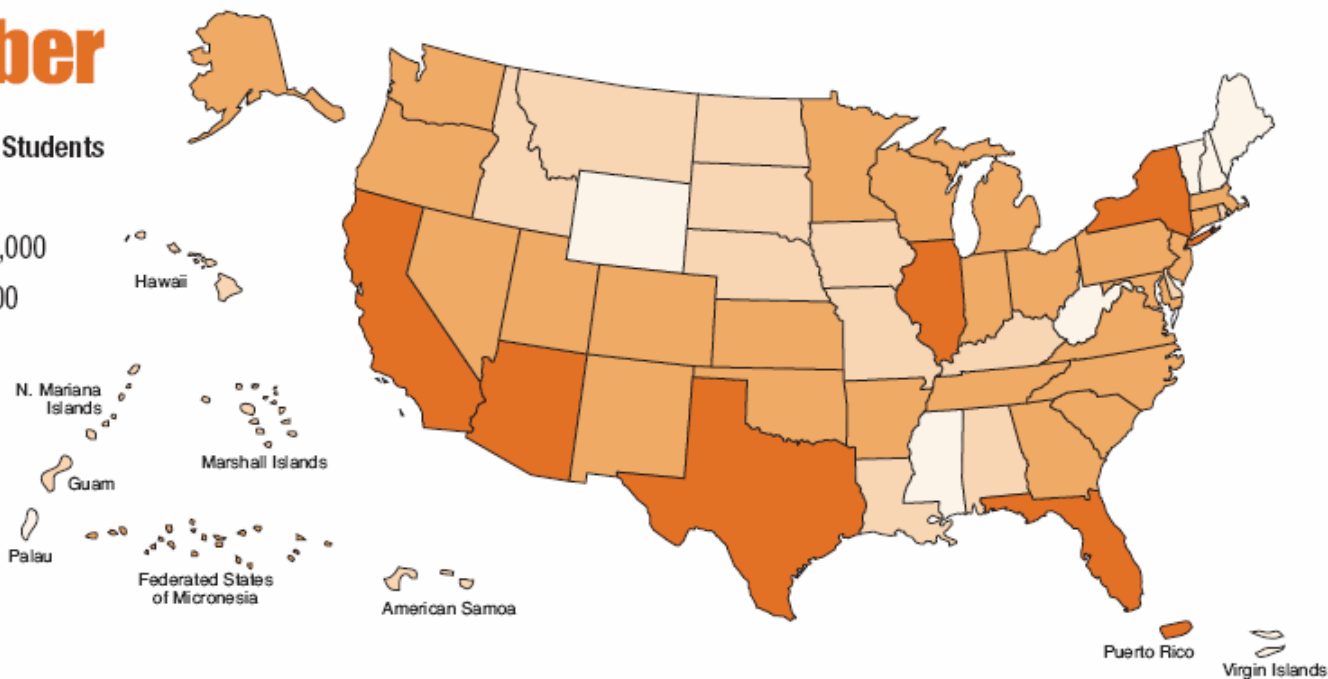 ber
Students
,000
00
Hawaii
N. Mariana
Islands
Marshall Islands
Guam
Palau
Federated States
of Micronesia
American Samoa
Puerto Rico
Virgin Islands